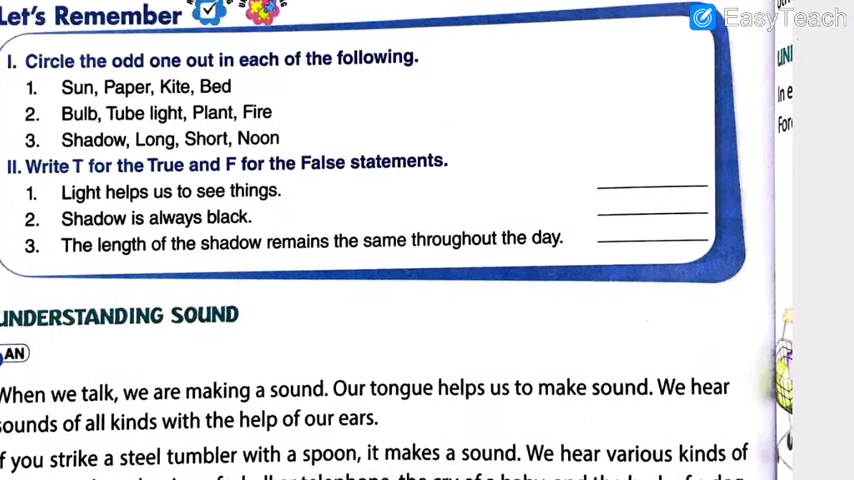 EasyTeach
Let's Remember
I. Circle the odd one out in each of the following.
1. Sun, Paper, Kite, Bed
2. Bulb, Tube light, Plant, Fire
3. Shadow, Long, Short, Noon
II. Write T for the True and F for the False statements.
1. Light helps us to see things.
2. Shadow is always black.
3. The length of the shadow remains the same throughout the day.
UNDERSTANDING SOUND
AN
When we talk, we are making a sound. Our tongue helps us to make sound. We hear
sounds of all kinds with the help of our ears.
If you strike a steel tumbler with a spoon, it makes a sound. We hear various kinds of
UNI
In e
For